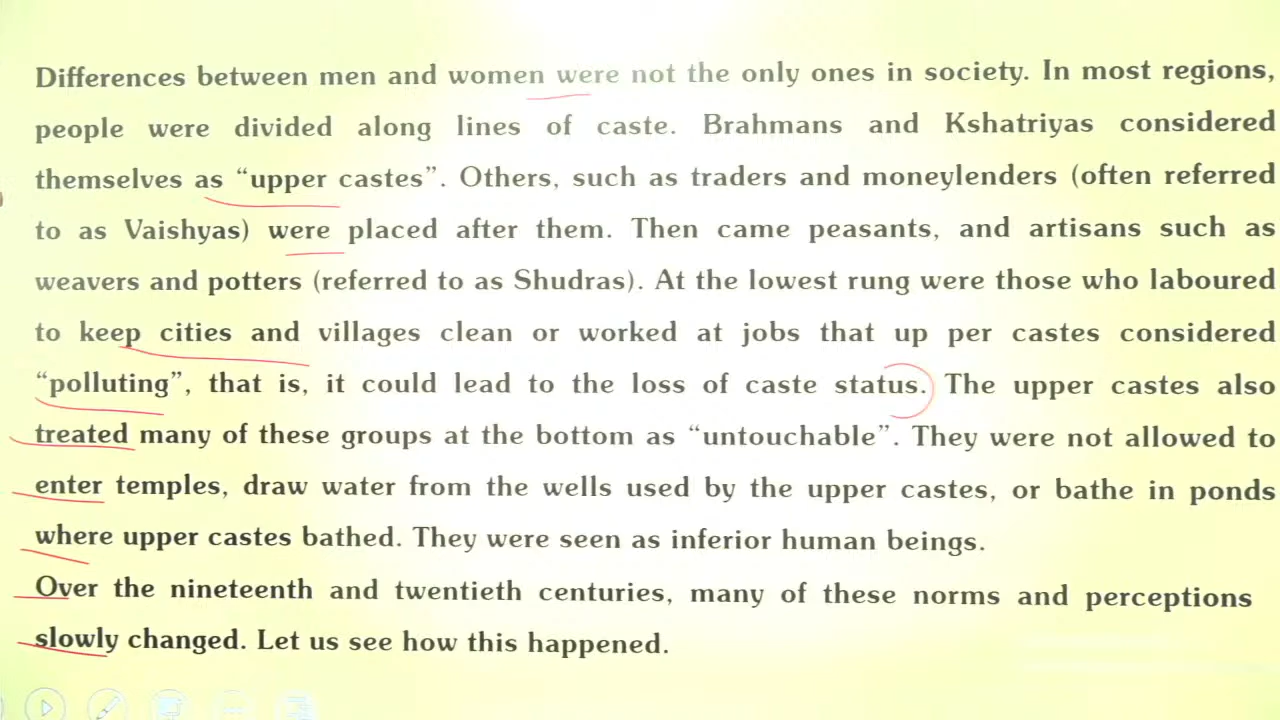 Differences between men and women were not the only ones in society. In most regions,
people were divided along lines of caste. Brahmans and Kshatriyas considered
themselves as “upper castes”. Others, such as traders and moneylenders (often referred
to as Vaishyas) were placed after them. Then came peasants, and artisans such as
weavers and potters (referred to as Shudras). At the lowest rung were those who laboured
to keep cities and villages clean or worked at jobs that up per castes considered
“polluting”, that is, it could lead to the loss of caste status. The upper castes also
treated many of these groups at the bottom as “untouchable”. They were not allowed to
enter temples, draw water from the wells used by the upper castes, or bathe in ponds
where upper castes bathed. They were seen as inferior human beings.
Over the nineteenth and twentieth centuries, many of these norms and perceptions
slowly changed. Let us see how this happened.